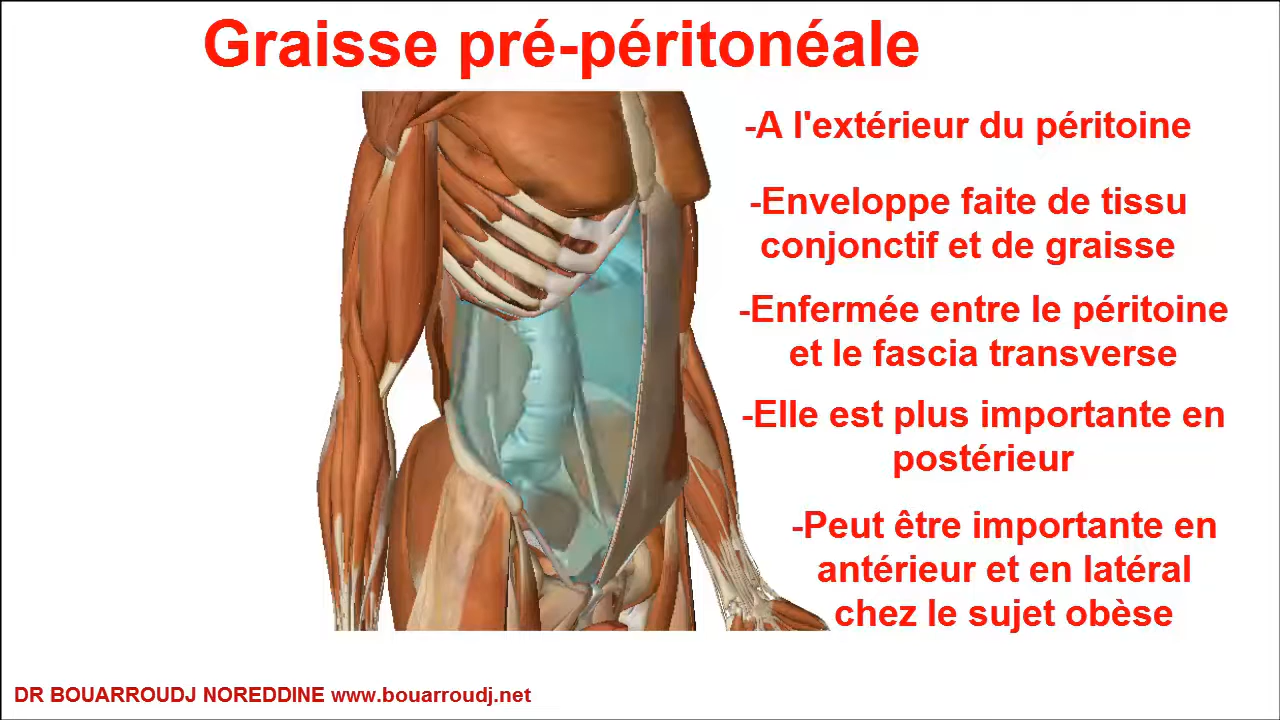 Graisse pré-péritonéale
-A l'extérieur du péritoine
-Enveloppe faite de tissu
conjonctif et de graisse
-Enfermée entre le péritoine
et le fascia transverse
-Elle est plus importante en
postérieur
-Peut être importante en
antérieur et en latéral
chez le sujet obèse
DR BOUARROUDJ NOREDDINE www.bouarroudj.net